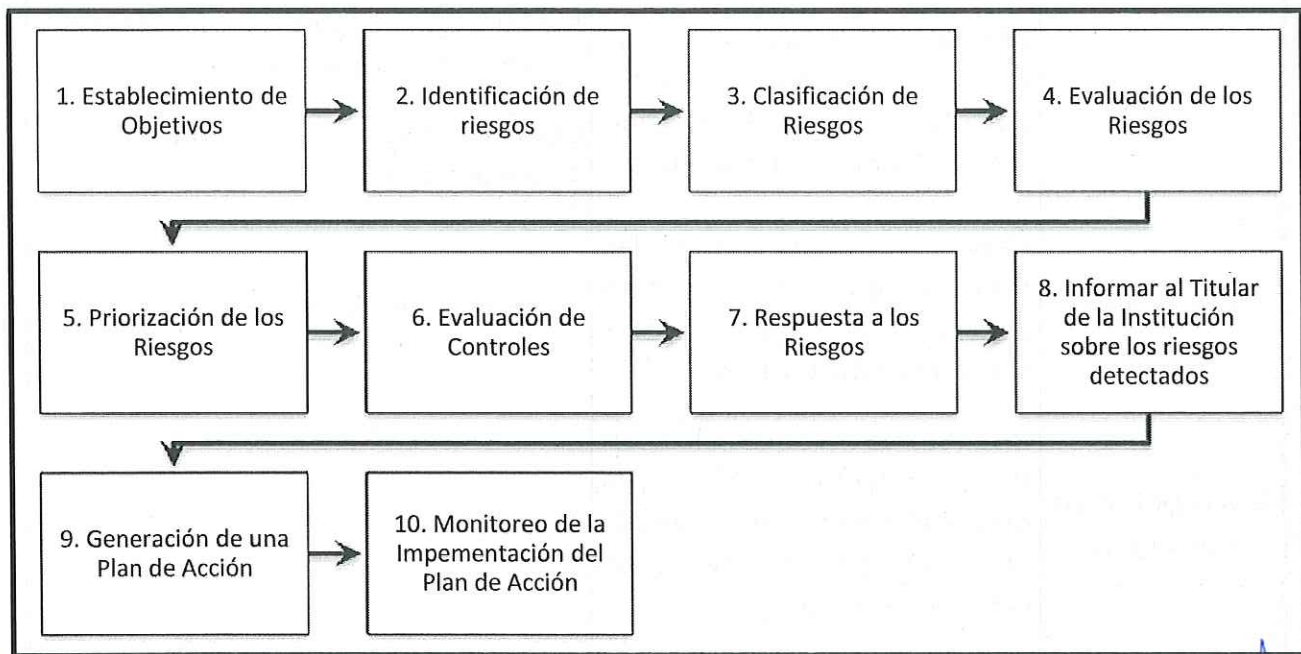 1. Establecimiento de
Objetivos
2. Identificación de
riesgos
3. Clasificación de
Riesgos
4. Evaluación de los
Riesgos
5. Priorización de los
Riesgos
6. Evaluación de
Controles
7. Respuesta a los
Riesgos
8. Informar al Titular
de la Institución
sobre los riesgos
detectados
9. Generación de una
Plan de Acción
10. Monitoreo de la
Impementación del
Plan de Acción